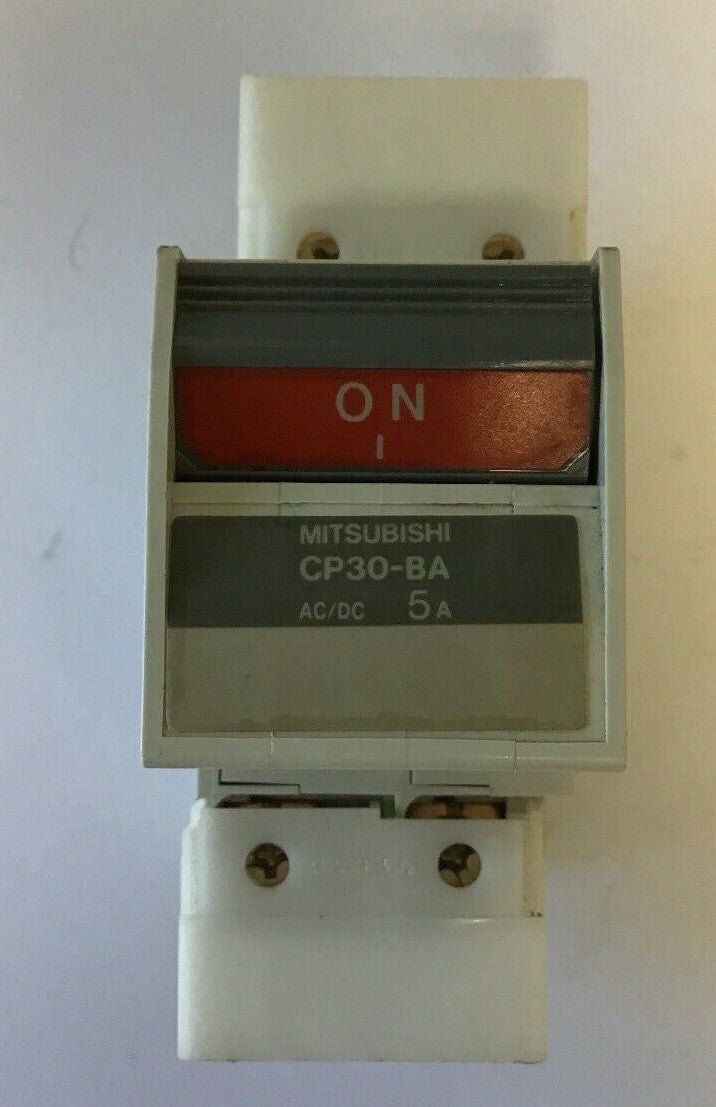 ON
I
MITSUBISHI
CP30-BA
AC/DC 5A